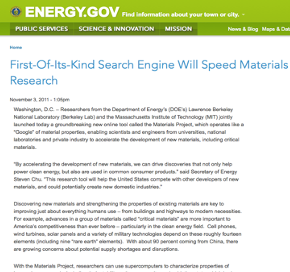 ENERGY.GOV Find information about your town or city.
PUBLIC SERVICES SCIENCE & INNOVATION MISSION News & Blog Maps & Dat
Home
First-Of-Its-Kind Search Engine Will Speed Materials
Research
November 3, 2011 - 1:05pm
Washington, D.C. – Researchers from the Department of Energy's (DOE's) Lawrence Berkeley
National Laboratory (Berkeley Lab) and the Massachusetts Institute of Technology (MIT) jointly
launched today a groundbreaking new online tool called the Materials Project, which operates like a
"Google" of material properties, enabling scientists and engineers from universities, national
laboratories and private industry to accelerate the development of new materials, including critical
materials.
"By accelerating the development of new materials, we can drive discoveries that not only help
power clean energy, but also are used in common consumer products," said Secretary of Energy
Steven Chu. "This research tool will help the United States compete with other developers of new
materials, and could potentially create new domestic industries."
Discovering new materials and strengthening the properties of existing materials are key to
improving just about everything humans use – from buildings and highways to modern necessities.
For example, advances in a group of materials called "critical materials" are more important to
America's competitiveness than ever before – particularly in the clean energy field. Cell phones,
wind turbines, solar panels and a variety of military technologies depend on these roughly fourteen
elements (including nine "rare earth" elements). With about 90 percent coming from China, there
are growing concerns about potential supply shortages and disruptions.
With the Materials Project, researchers can use supercomputers to characterize properties of